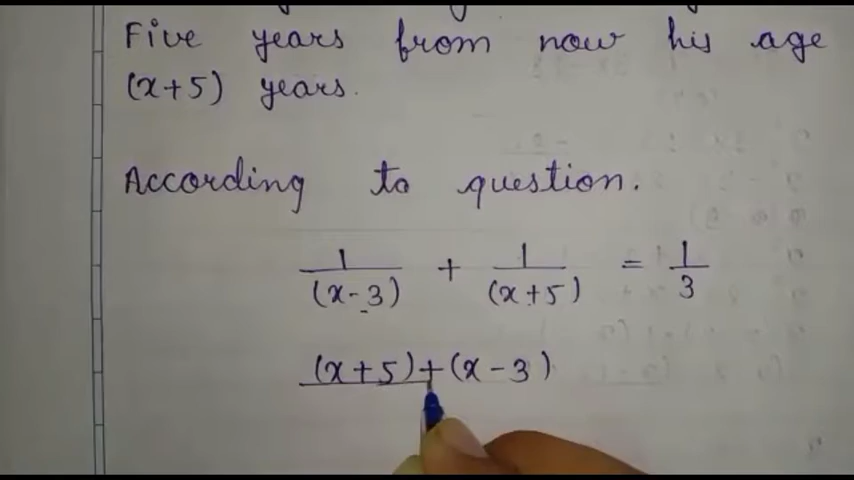 Five years from now his age
(x+5) years.
According to question.
1/(x-3) + 1/(x+5) = 1/3
(x+5)+(x-3)